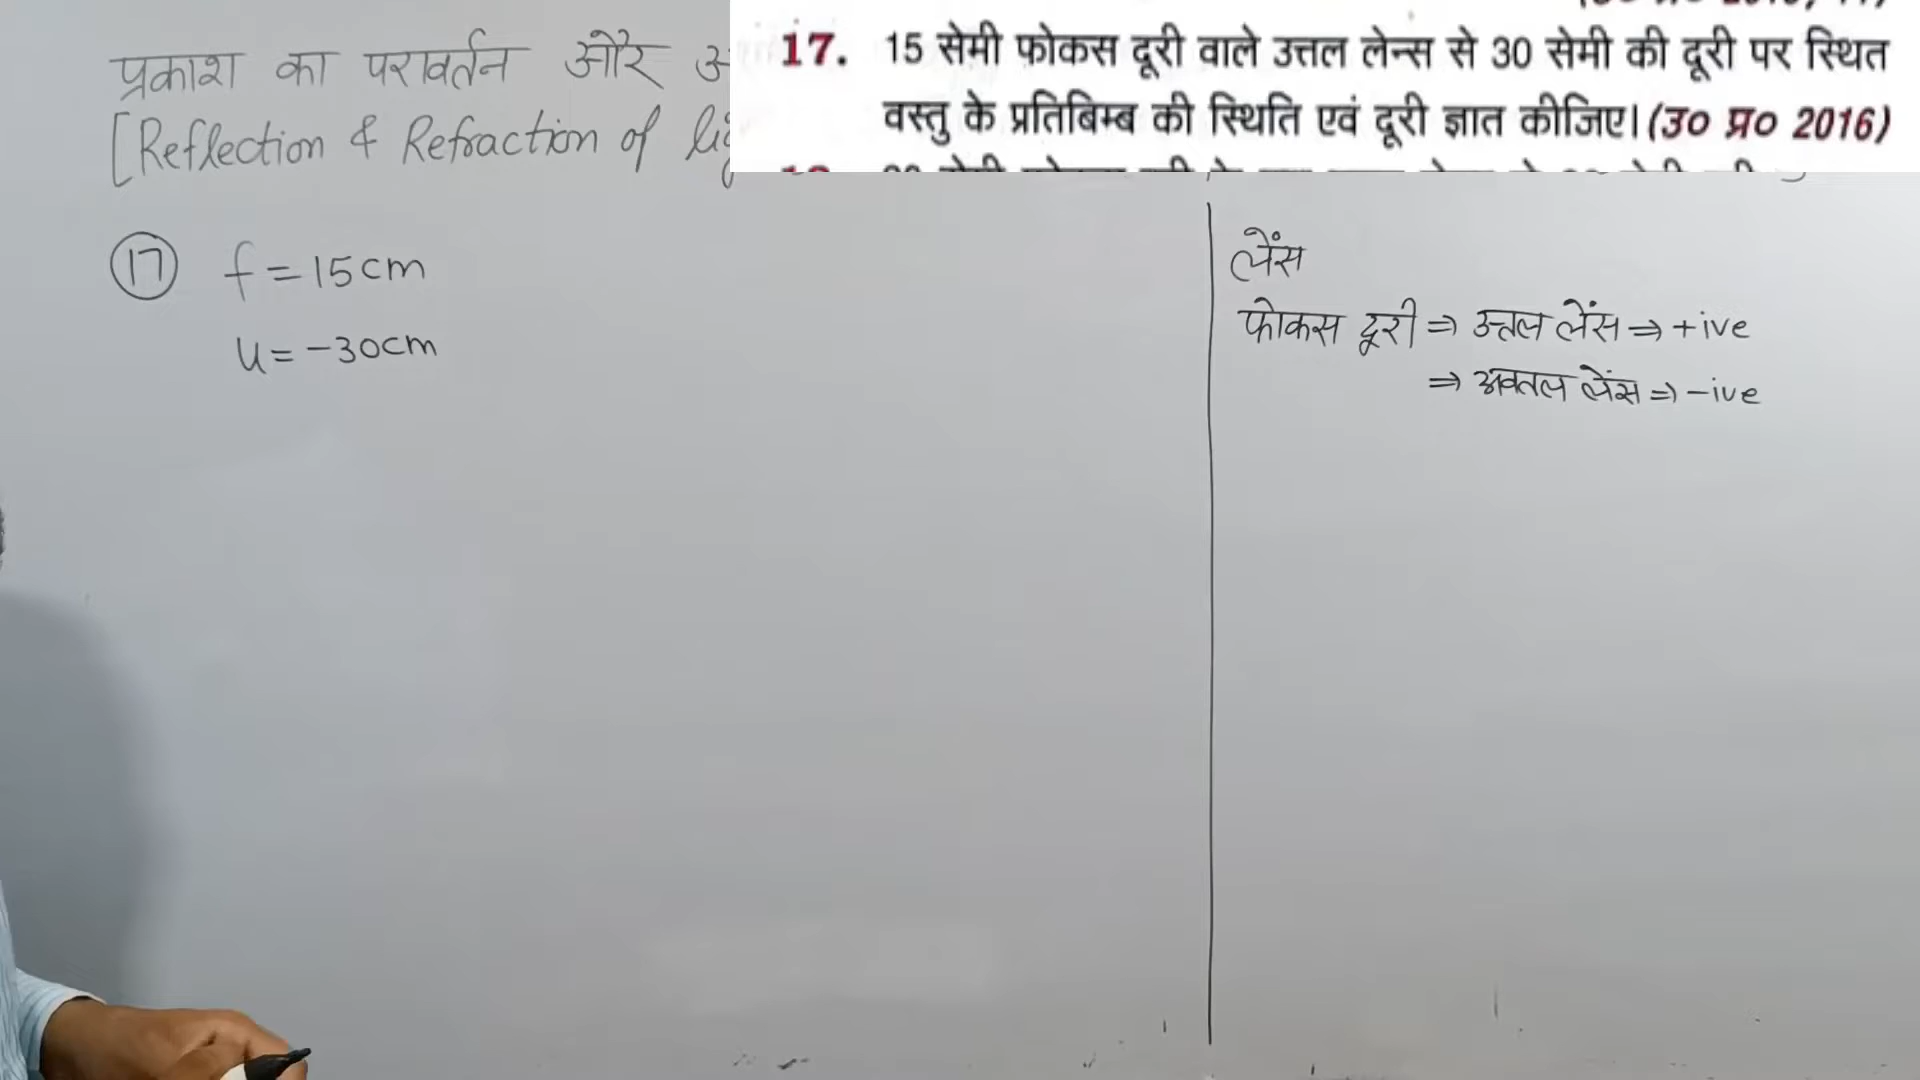 प्रकाश का परावर्तन और
[Reflection & Refraction of
17. 15 सेमी फोकस दूरी वाले उत्तल लेन्स से 30 सेमी की दूरी पर स्थित
वस्तु के प्रतिबिम्ब की स्थिति एवं दूरी ज्ञात कीजिए। (उ० प्र० 2016)
17 f = 15cm
u = -30cm
लेंस
फोकस दूरी ⇒ उत्तल लेंस ⇒ +ive
⇒ अवतल लेंस ⇒ -ive